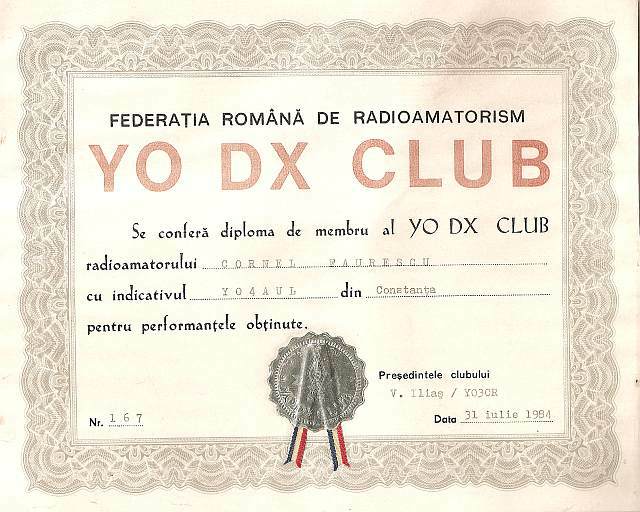 FEDERAȚIA ROMÂNĂ DE RADIOAMATORISM
YO DX CLUB
Se conferă diploma de membru al YO DX CLUB
radioamatorului CORNEL FAURESCU
cu indicativul YO4AUL din Constanța
pentru performanțele obținute.
Președintele clubului
V. Iliaș / YO3CR
Nr. 167
Data 31 iulie 1984